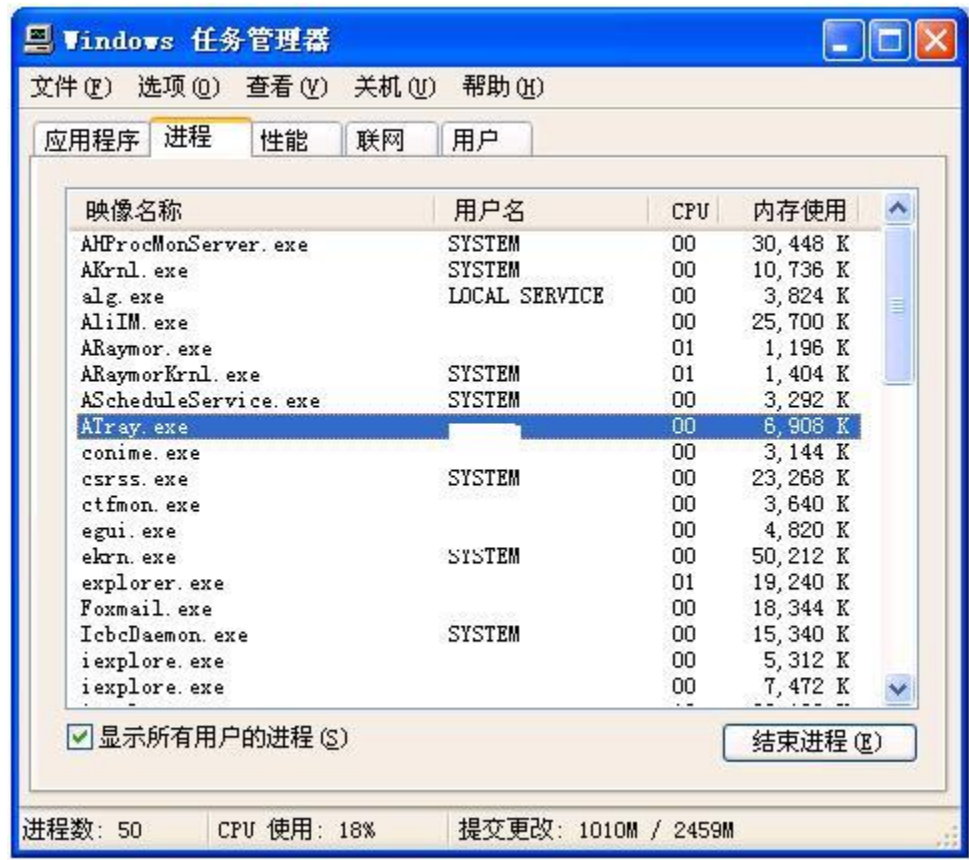 Windows 任务管理器
文件(F) 选项(O) 查看(V) 关机(U) 帮助(H)
应用程序 进程 性能 联网 用户
映像名称 用户名 CPU 内存使用
AHProcMonServer.exe SYSTEM 00 30,448 K
AKrnl.exe SYSTEM 00 10,736 K
alg.exe LOCAL SERVICE 00 3,824 K
AliIM.exe 00 25,700 K
ARaymor.exe 01 1,196 K
ARaymorKrnl.exe SYSTEM 01 1,404 K
AScheduleService.exe SYSTEM 00 3,292 K
ATray.exe 00 6,908 K
conime.exe 00 3,144 K
csrss.exe SYSTEM 00 23,268 K
ctfmon.exe 00 3,640 K
egui.exe 00 4,820 K
ekrn.exe SYSTEM 00 50,212 K
explorer.exe 01 19,240 K
Foxmail.exe 00 18,344 K
IcbcDaemon.exe SYSTEM 00 15,340 K
iexplore.exe 00 5,312 K
iexplore.exe 00 7,472 K
显示所有用户的进程(S) 结束进程(E)
进程数: 50 CPU 使用: 18% 提交更改: 1010M / 2459M